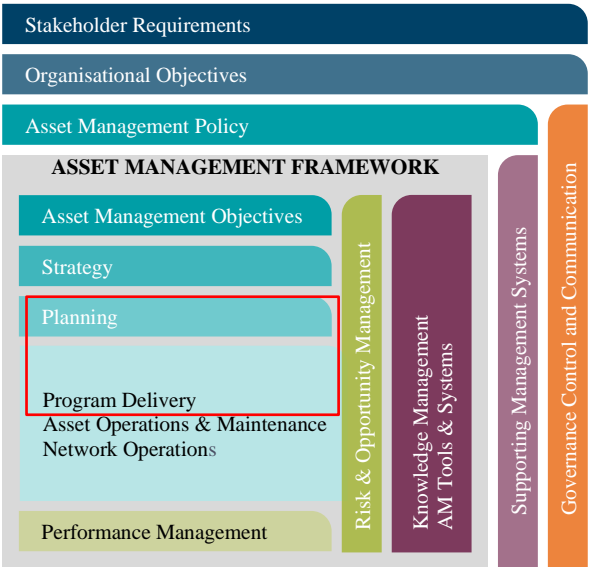 Stakeholder Requirements
Organisational Objectives
Asset Management Policy
ASSET MANAGEMENT FRAMEWORK
Asset Management Objectives
Strategy
Planning
Program Delivery
Asset Operations & Maintenance
Network Operations
Performance Management
Risk & Opportunity Management
Knowledge Management
AM Tools & Systems
Supporting Management Systems
Governance Control and Communication